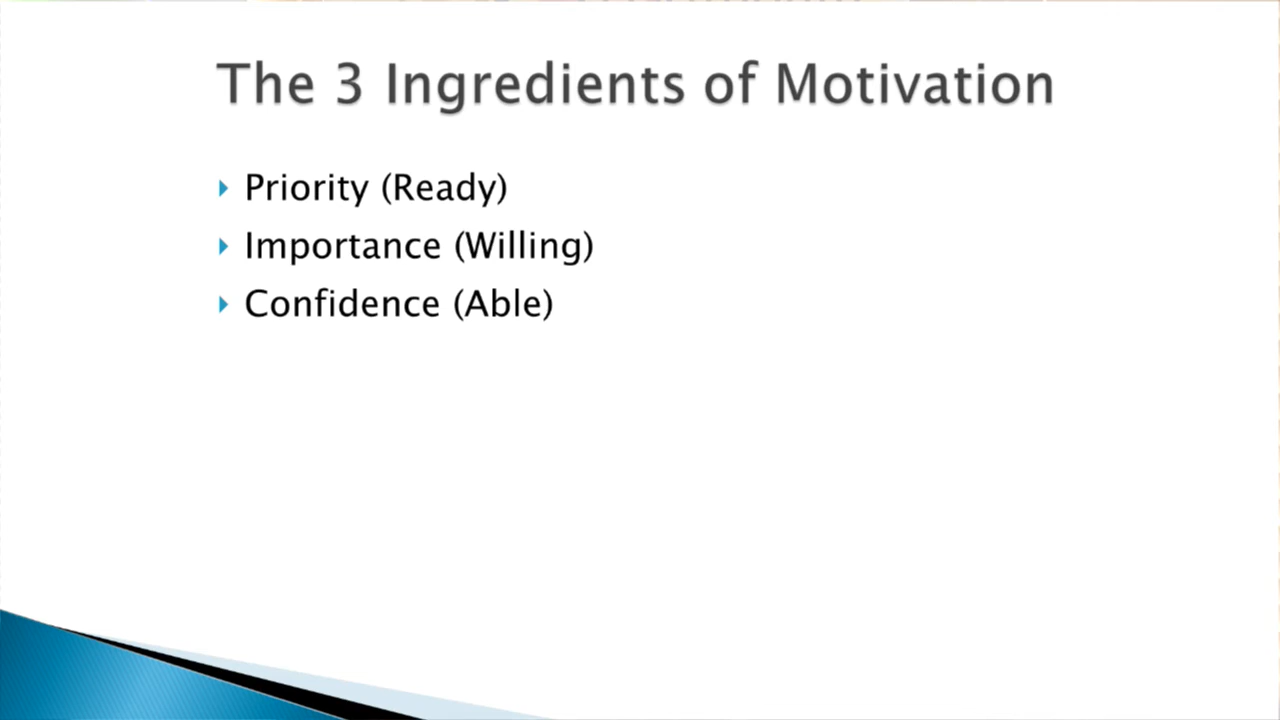 The 3 Ingredients of Motivation
Priority (Ready)
Importance (Willing)
Confidence (Able)